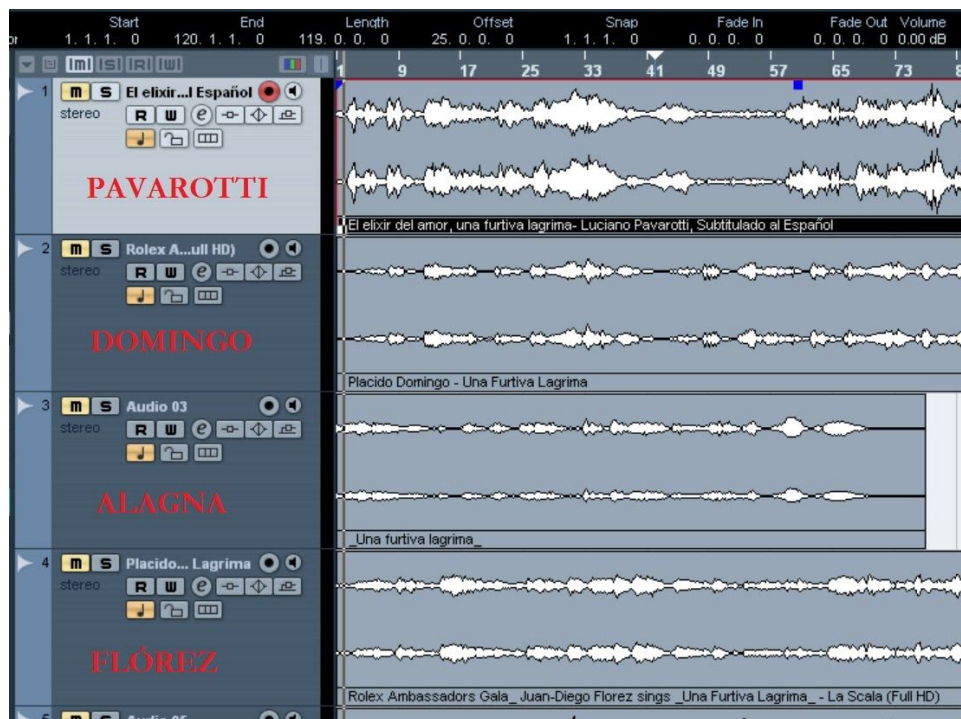 Start End Length Offset Snap Fade In Fade Out Volume
or 1. 1. 1. 0 120. 1. 1. 0 119. 0. 0. 0 25. 0. 0. 0 1. 1. 1. 0 0. 0. 0. 0 0. 0. 0. 0 0.00 dB
m S R W
1 9 17 25 33 41 49 57 65 73 8
1 m S El elixir...l Español
stereo R W e
PAVAROTTI
El elixir del amor, una furtiva lagrima- Luciano Pavarotti, Subtitulado al Español
2 m S Rolex A...ull HD)
stereo R W e
DOMINGO
Placido Domingo - Una Furtiva Lagrima
3 m S Audio 03
stereo R W e
ALAGNA
_Una furtiva lagrima_
4 m S Placido... Lagrima
stereo R W e
FLÓREZ
Rolex Ambassadors Gala_ Juan-Diego Florez sings _Una Furtiva Lagrima_ - La Scala (Full HD)
5 m S Audio 05